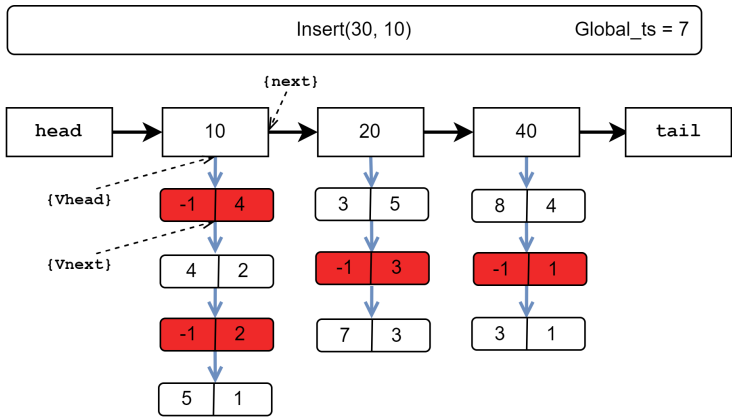 Insert(30, 10) Global_ts = 7
{next}
head 10 20 40 tail
{Vhead}
-1 4 3 5 8 4
{Vnext}
4 2 -1 3 -1 1
-1 2 7 3 3 1
5 1